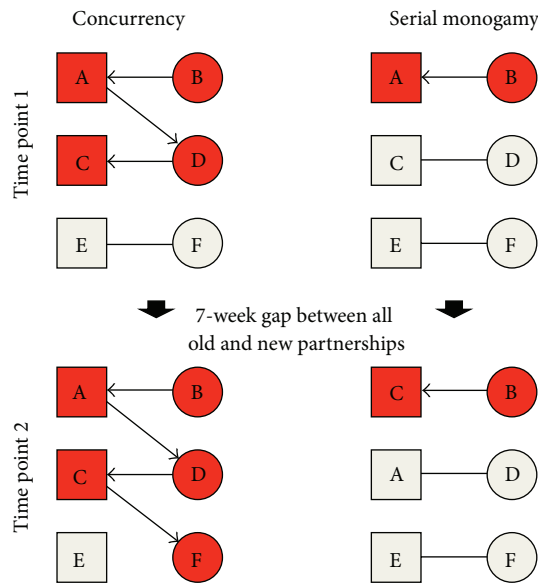 Concurrency
Serial monogamy
Time point 1
A
B
A
B
C
D
C
D
E
F
E
F
7-week gap between all
old and new partnerships
Time point 2
A
B
C
B
C
D
A
D
E
F
E
F